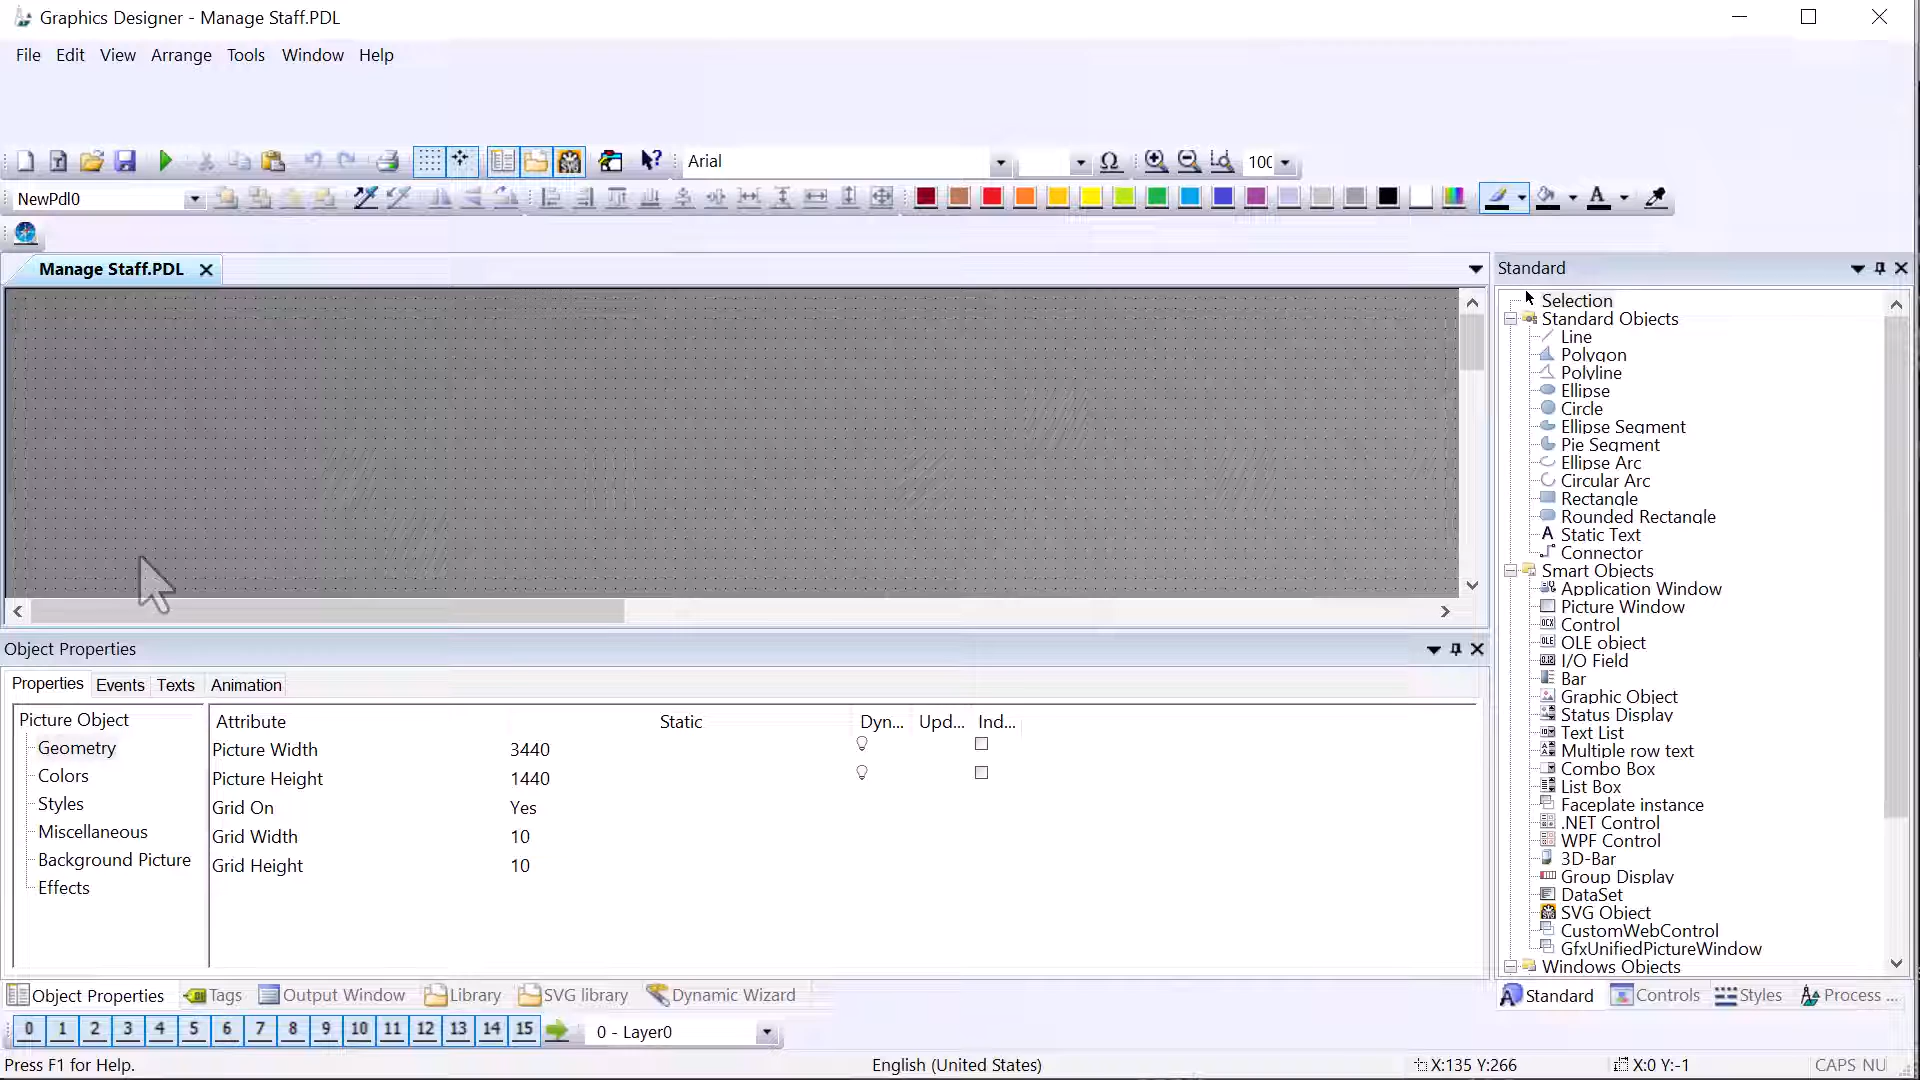 Graphics Designer - Manage Staff.PDL
File Edit View Arrange Tools Window Help
Arial
100
NewPdl0
Manage Staff.PDL
Standard
Selection
Standard Objects
Line
Polygon
Polyline
Ellipse
Circle
Ellipse Segment
Pie Segment
Ellipse Arc
Circular Arc
Rectangle
Rounded Rectangle
Static Text
Connector
Smart Objects
Application Window
Picture Window
Control
OLE object
I/O Field
Bar
Graphic Object
Status Display
Text List
Multiple row text
Combo Box
List Box
Faceplate instance
.NET Control
WPF Control
3D-Bar
Group Display
DataSet
SVG Object
CustomWebControl
GfxUnifiedPictureWindow
Windows Objects
Object Properties
Properties Events Texts Animation
Picture Object
Geometry
Colors
Styles
Miscellaneous
Background Picture
Effects
Attribute Static Dyn... Upd... Ind...
Picture Width 3440
Picture Height 1440
Grid On Yes
Grid Width 10
Grid Height 10
Object Properties Tags Output Window Library SVG library Dynamic Wizard
Standard Controls Styles Process ...
0 1 2 3 4 5 6 7 8 9 10 11 12 13 14 15 0 - Layer0
Press F1 for Help. English (United States) X:135 Y:266 X:0 Y:-1 CAPS NU